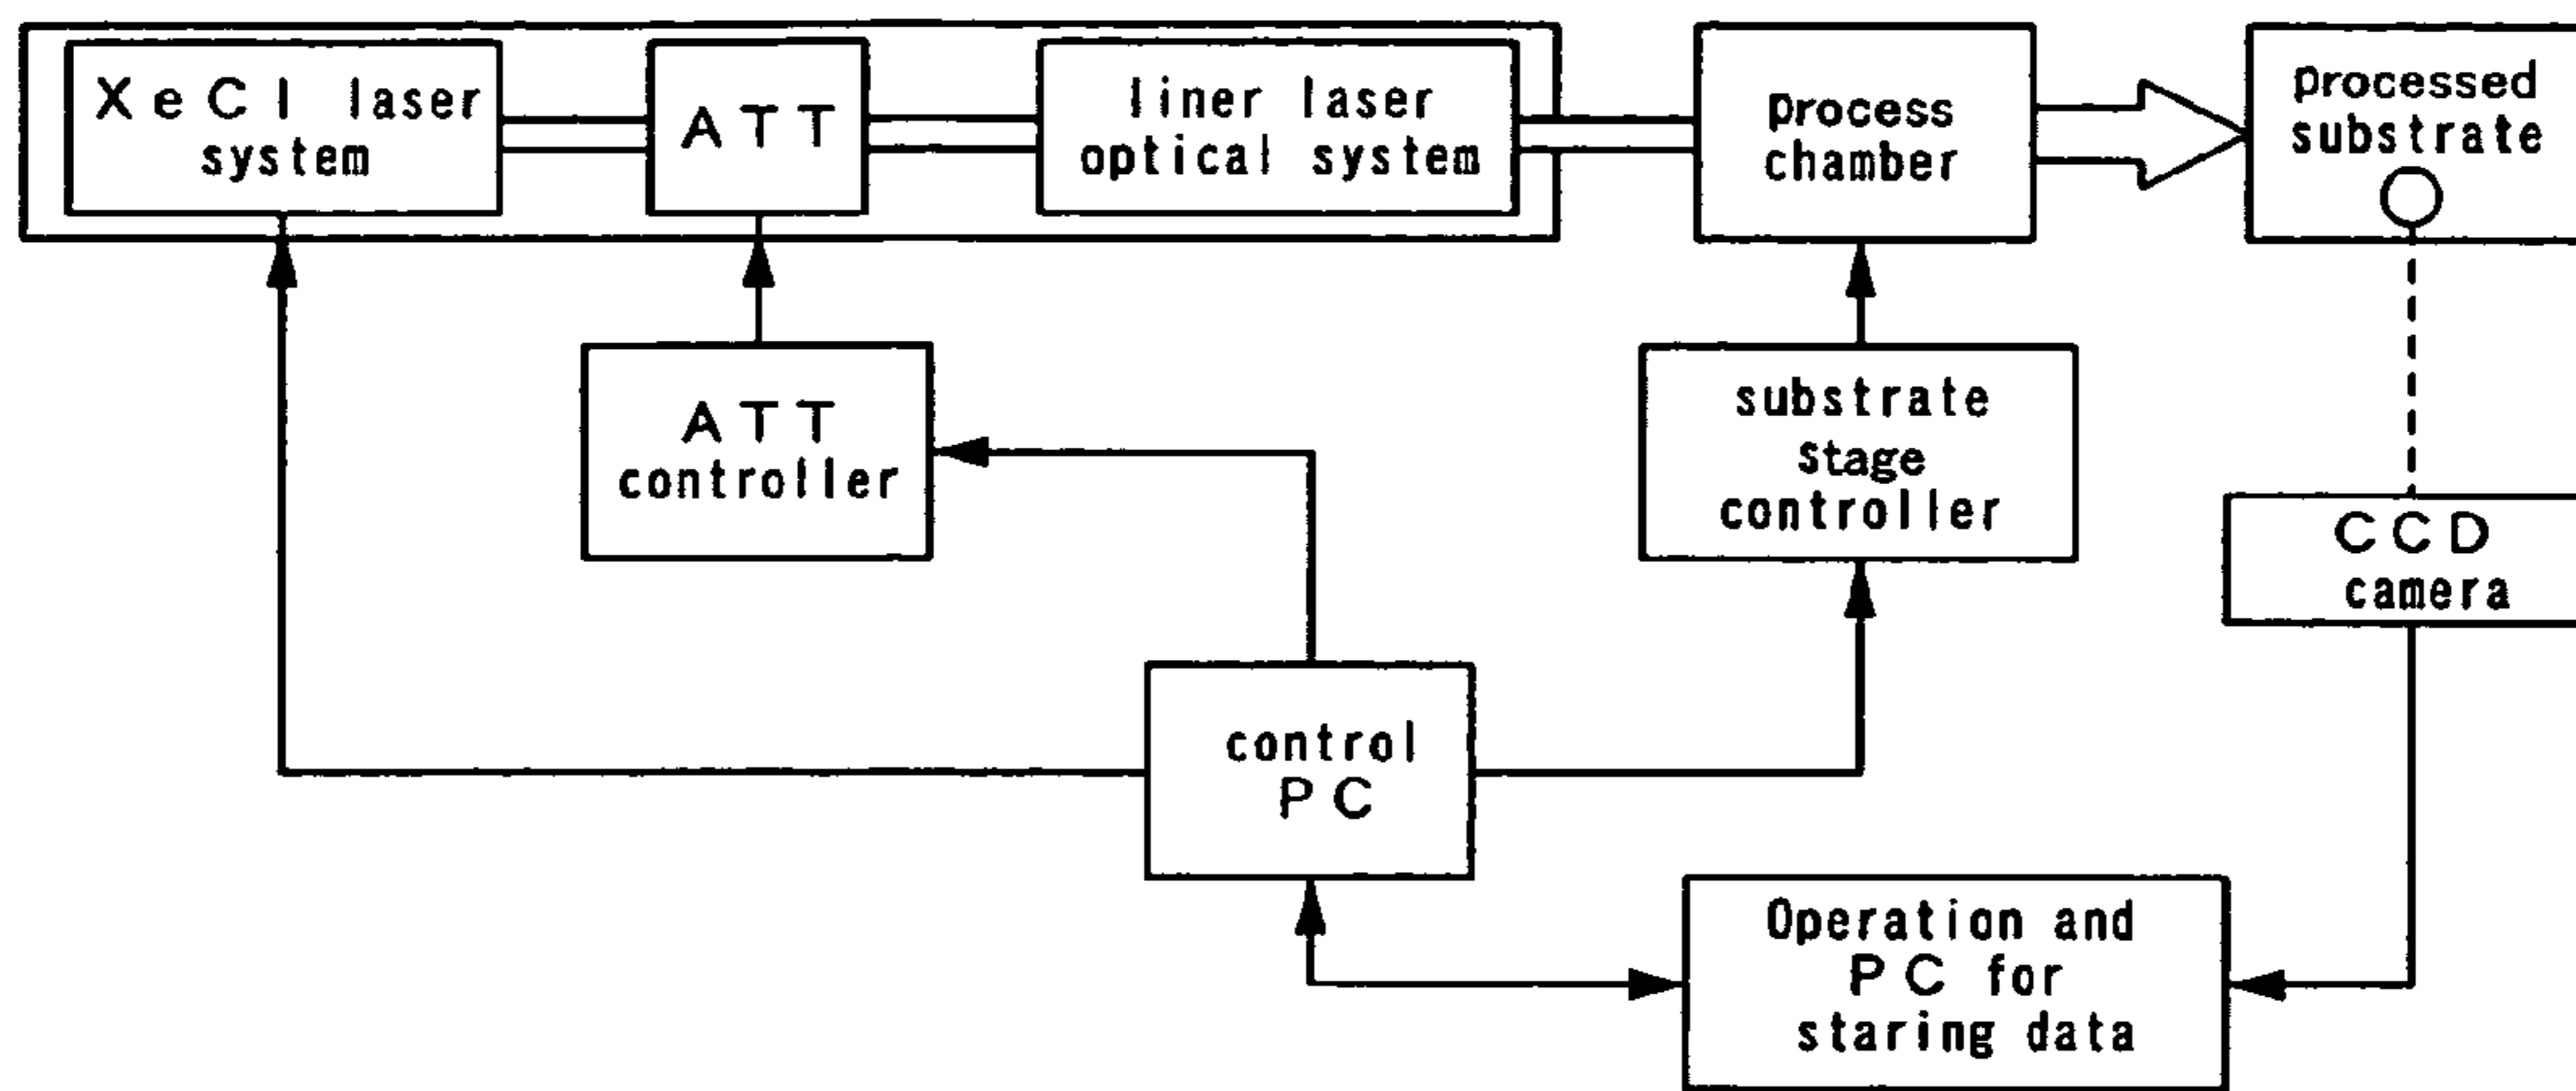 XeCl laser
system
ATT
liner laser
optical system
process
chamber
processed
substrate
ATT
controller
substrate
stage
controller
CCD
camera
control
PC
Operation and
PC for
staring data